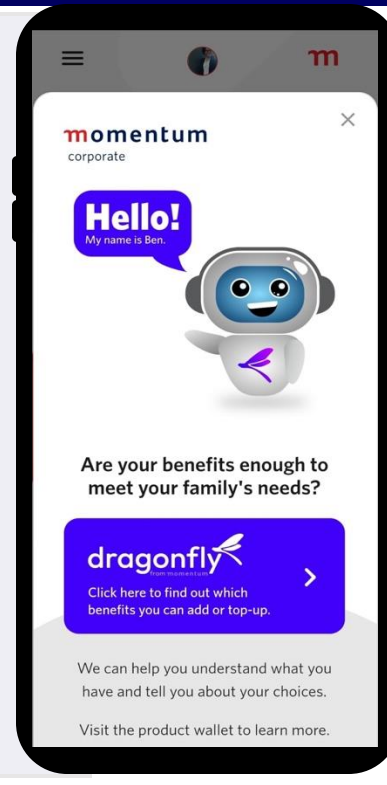 m
momentum
corporate
Hello!
My name is Ben.
Are your benefits enough to
meet your family's needs?
dragonfly
from momentum
Click here to find out which
benefits you can add or top-up.
We can help you understand what you
have and tell you about your choices.
Visit the product wallet to learn more.